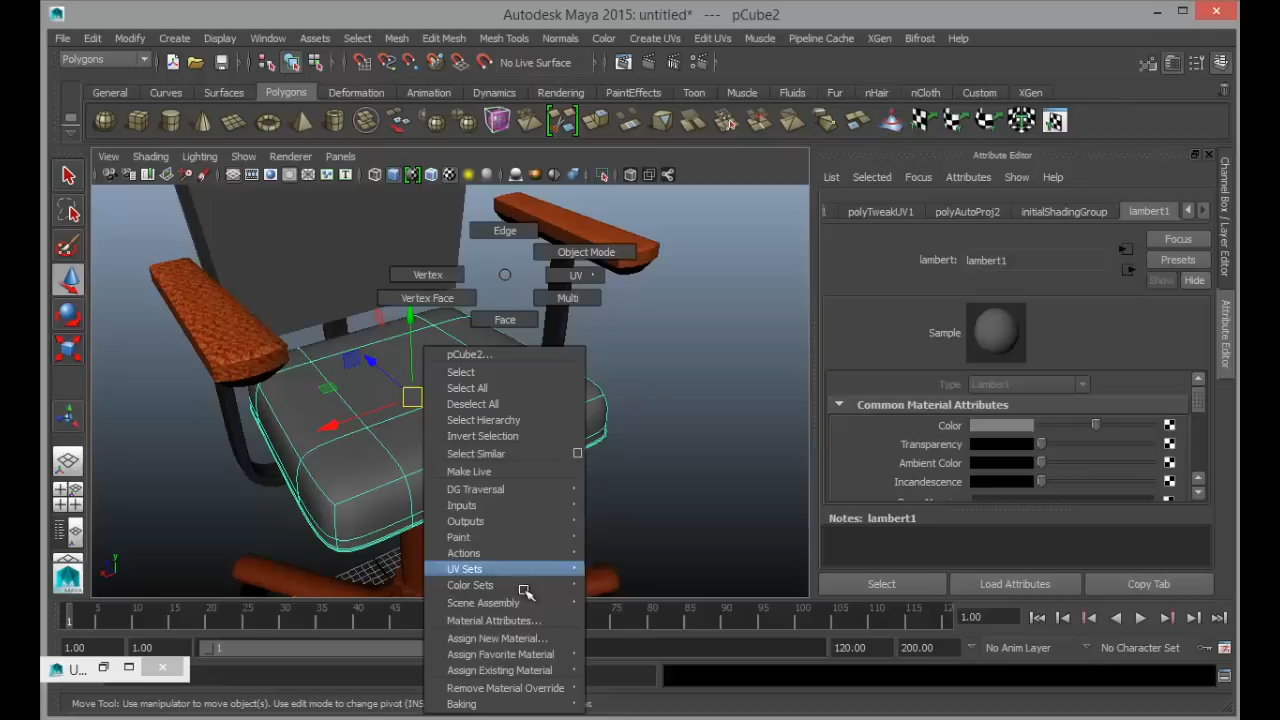 Autodesk Maya 2015: untitled* --- pCube2
File Edit Modify Create Display Window Assets Select Mesh Edit Mesh Mesh Tools Normals Color Create UVs Edit UVs Muscle Pipeline Cache XGen Bifrost Help
Polygons No Live Surface
General Curves Surfaces Polygons Deformation Animation Dynamics Rendering PaintEffects Toon Muscle Fluids Fur nHair nCloth Custom XGen
View Shading Lighting Show Renderer Panels
Attribute Editor
List Selected Focus Attributes Show Help
polyTweakUV1 polyAutoProj2 initialShadingGroup lambert1
Focus
lambert: lambert1
Presets
Show Hide
Sample
Type Lambert
Common Material Attributes
Color
Transparency
Ambient Color
Incandescence
Notes: lambert1
Select Load Attributes Copy Tab
Channel Box / Layer Editor
Attribute Editor
Edge
Object Mode
Vertex
UV
Vertex Face
Multi
Face
pCube2...
Select
Select All
Deselect All
Select Hierarchy
Invert Selection
Select Similar
Make Live
DG Traversal
Inputs
Outputs
Paint
Actions
UV Sets
Color Sets
Scene Assembly
Material Attributes...
Assign New Material...
Assign Favorite Material
Assign Existing Material
Remove Material Override
Baking
y
1 5 10 15 20 25 30 35 40 45 75 80 85 90 95 100 105 110 115 120 1.00
1.00 1.00 1 120.00 200.00 No Anim Layer No Character Set
U...
Move Tool: Use manipulator to move object(s). Use edit mode to change pivot (INS